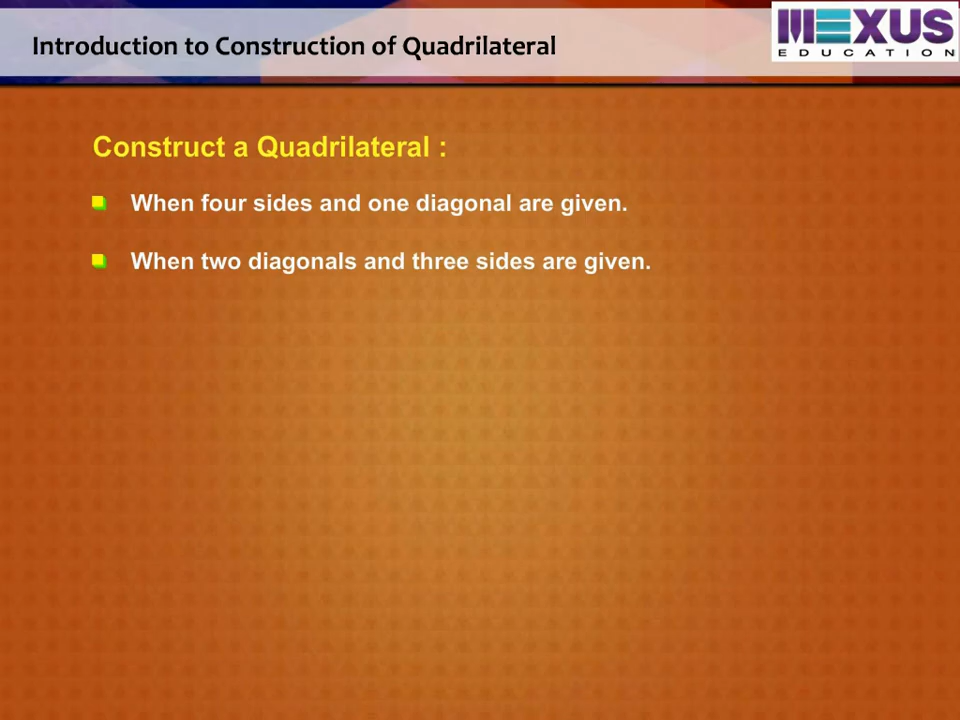 Introduction to Construction of Quadrilateral
MEXUS
EDUCATION
Construct a Quadrilateral :
When four sides and one diagonal are given.
When two diagonals and three sides are given.